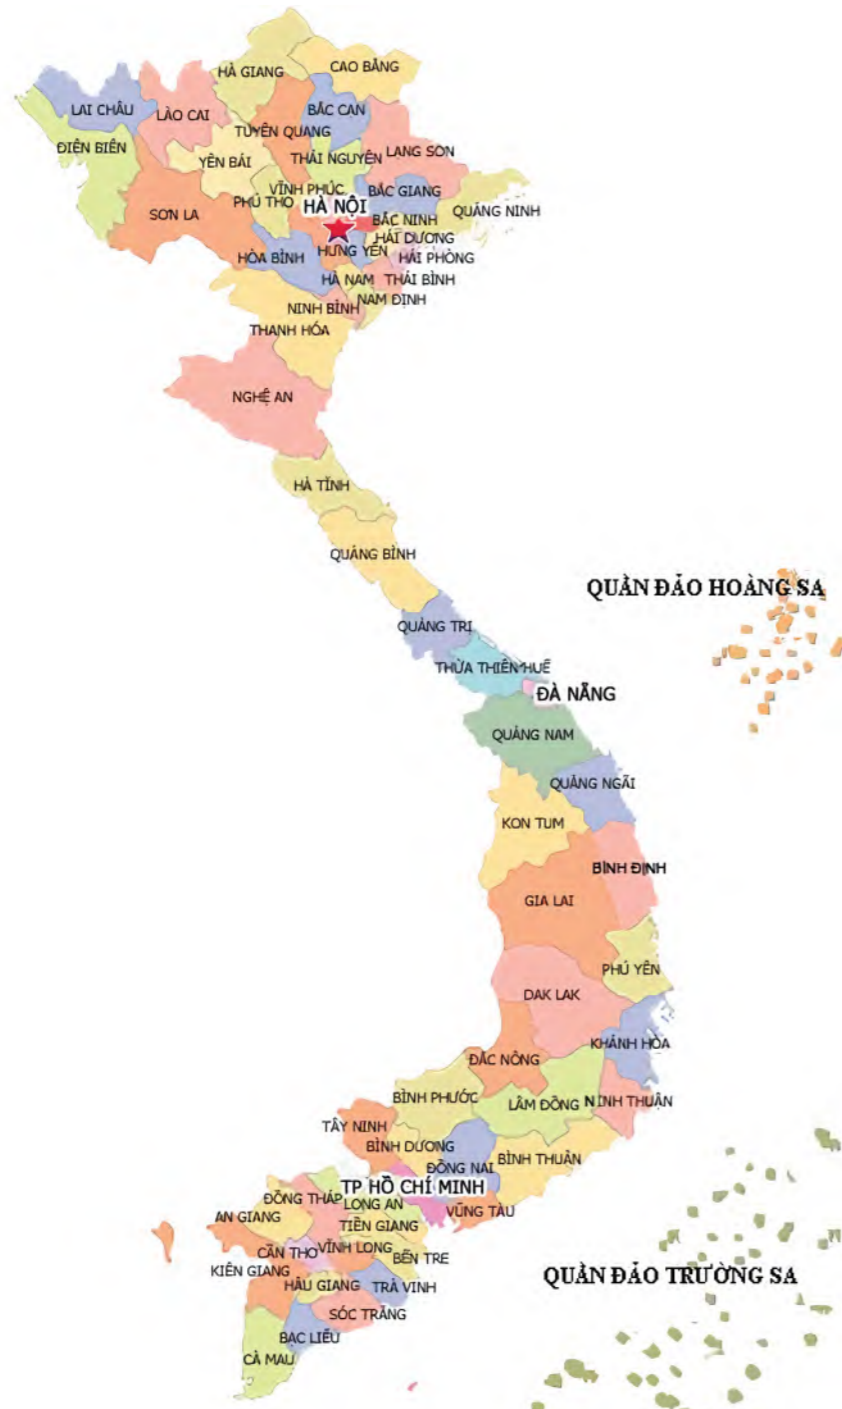 HÀ GIANG
CAO BẰNG
LAI CHÂU
LÀO CAI
BẮC CẠN
TUYÊN QUANG
ĐIÊN BIÊN
YÊN BÁI
THÁI NGUYÊN
LẠNG SƠN
VĨNH PHÚC
BẮC GIANG
PHÚ THỌ
HÀ NỘI
SƠN LA
BẮC NINH
QUẢNG NINH
HẢI DƯƠNG
HƯNG YÊN
HẢI PHÒNG
HÒA BÌNH
HÀ NAM
THÁI BÌNH
NINH BÌNH
NAM ĐỊNH
THANH HÓA
NGHỆ AN
HÀ TĨNH
QUẢNG BÌNH
QUẦN ĐẢO HOÀNG SA
QUẢNG TRỊ
THỪA THIÊN HUẾ
ĐÀ NẴNG
QUẢNG NAM
QUẢNG NGÃI
KON TUM
BÌNH ĐỊNH
GIA LAI
PHÚ YÊN
DAK LAK
KHÁNH HÒA
ĐẮC NÔNG
BÌNH PHƯỚC
LÂM ĐỒNG
NINH THUẬN
TÂY NINH
BÌNH DƯƠNG
ĐỒNG NAI
BÌNH THUẬN
TP HỒ CHÍ MINH
ĐỒNG THÁP
LONG AN
VŨNG TÀU
AN GIANG
TIỀN GIANG
CẦN THƠ
VĨNH LONG
BẾN TRE
KIÊN GIANG
HẬU GIANG
TRÀ VINH
QUẦN ĐẢO TRƯỜNG SA
SÓC TRĂNG
BẠC LIÊU
CÀ MAU